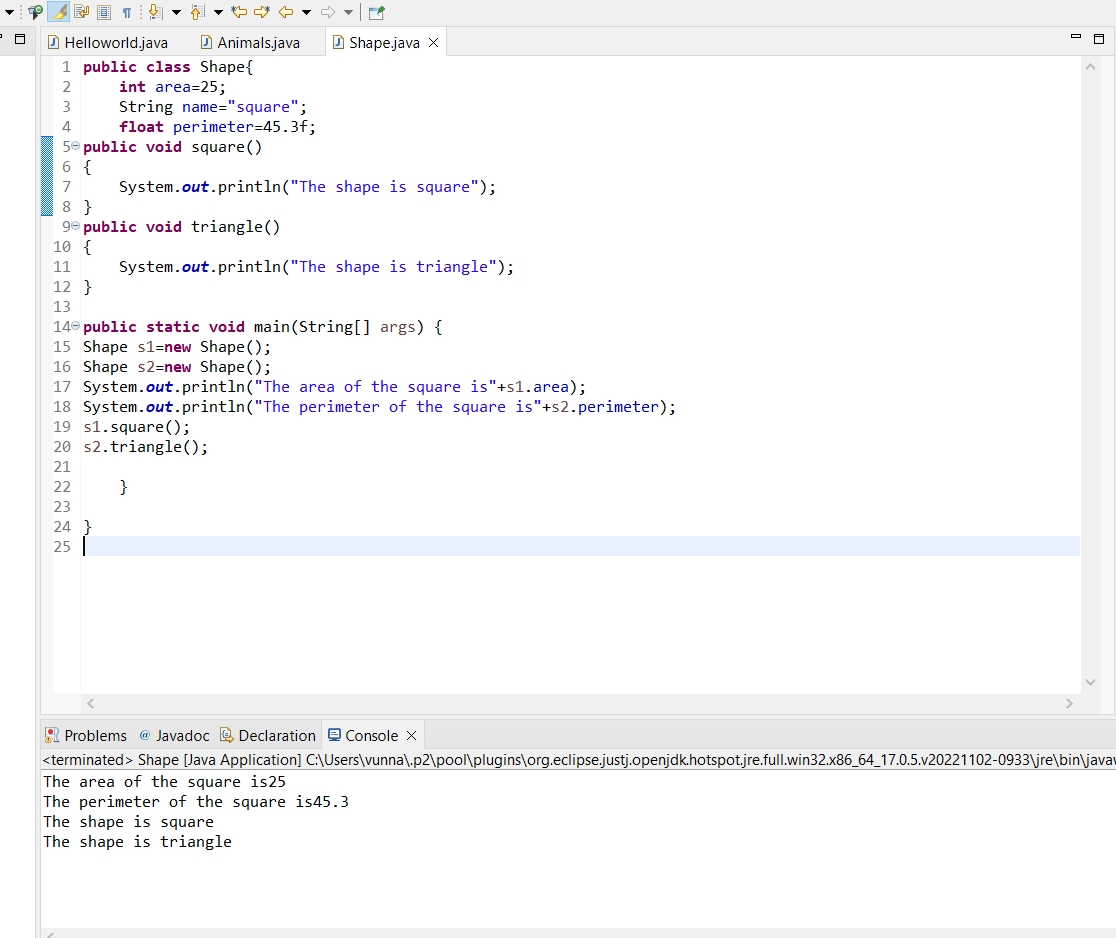 Helloworld.java Animals.java Shape.java
1 public class Shape{
2     int area=25;
3     String name="square";
4     float perimeter=45.3f;
5 public void square()
6 {
7     System.out.println("The shape is square");
8 }
9 public void triangle()
10 {
11     System.out.println("The shape is triangle");
12 }
13
14 public static void main(String[] args) {
15 Shape s1=new Shape();
16 Shape s2=new Shape();
17 System.out.println("The area of the square is"+s1.area);
18 System.out.println("The perimeter of the square is"+s2.perimeter);
19 s1.square();
20 s2.triangle();
21
22     }
23
24 }
25
Problems @ Javadoc Declaration Console
<terminated> Shape [Java Application] C:\Users\vunna\.p2\pool\plugins\org.eclipse.justj.openjdk.hotspot.jre.full.win32.x86_64_17.0.5.v20221102-0933\jre\bin\javaw
The area of the square is25
The perimeter of the square is45.3
The shape is square
The shape is triangle